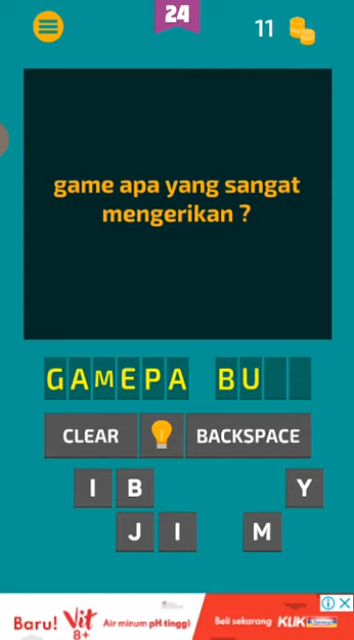 24
11
game apa yang sangat
mengerikan ?
GAMEPA BU
CLEAR
BACKSPACE
I B Y
J I M
Baru! Vit 8+ Air minum pH tinggi Beli sekarang KLIK